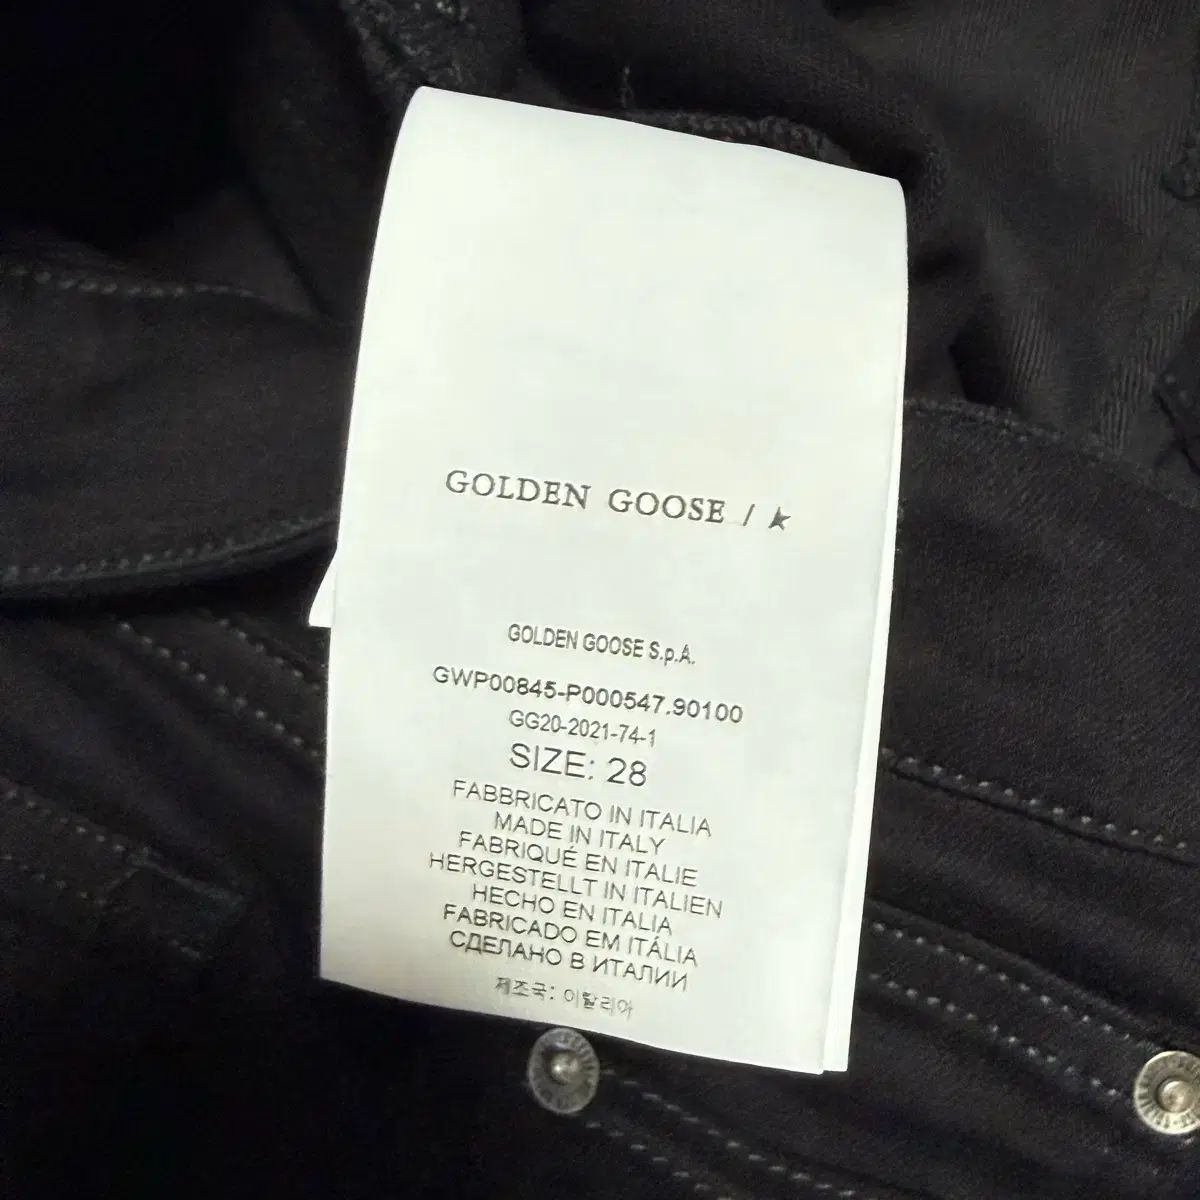 GOLDEN GOOSE /
GOLDEN GOOSE S.p.A.
GWP00845-P000547.90100
GG20-2021-74-1
SIZE: 28
FABBRICATO IN ITALIA
MADE IN ITALY
FABRIQUÉ EN ITALIE
HERGESTELLT IN ITALIEN
HECHO EN ITALIA
FABRICADO EM ITÁLIA
СДЕЛАНО В ИТАЛИИ
제조국: 이탈리아